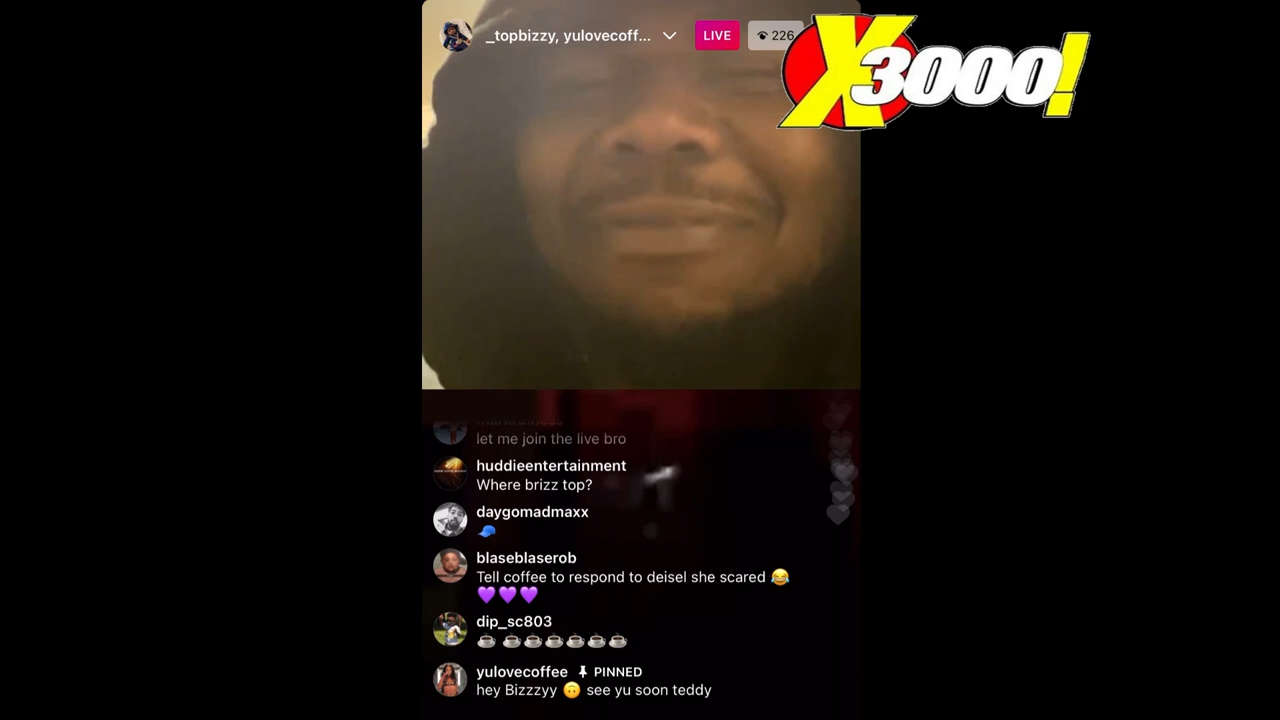 _topbizzy, yulovecoff...
LIVE
226
X3000!
let me join the live bro
huddieentertainment
Where brizz top?
daygomadmaxx
🧢
blaseblaserob
Tell coffee to respond to deisel she scared 😂
💜💜💜
dip_sc803
☕☕☕☕☕☕☕
yulovecoffee PINNED
hey Bizzzyy 🙃 see yu soon teddy